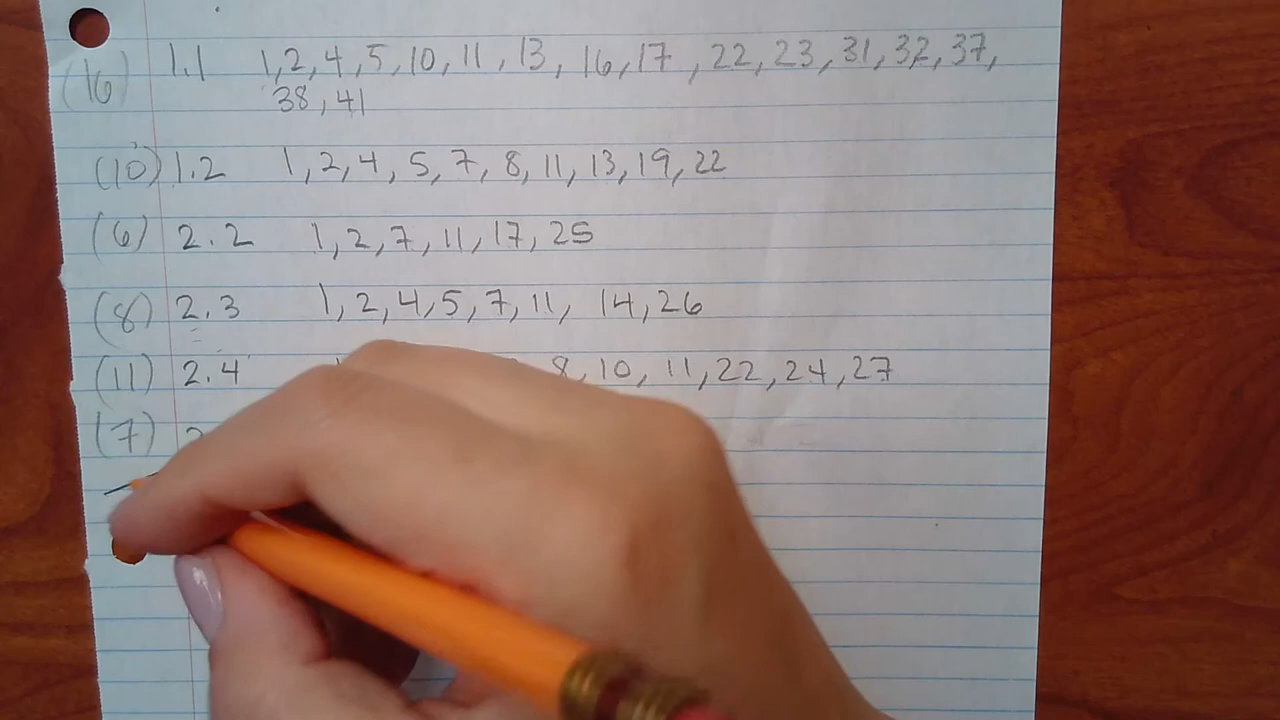 (16) 1.1 1,2,4,5,10,11,13,16,17,22,23,31,32,37,
38,41
(10) 1.2 1,2,4,5,7,8,11,13,19,22
(6) 2.2 1,2,7,11,17,25
(8) 2.3 1,2,4,5,7,11, 14,26
(11) 2.4 8,10,11,22,24,27
(7)